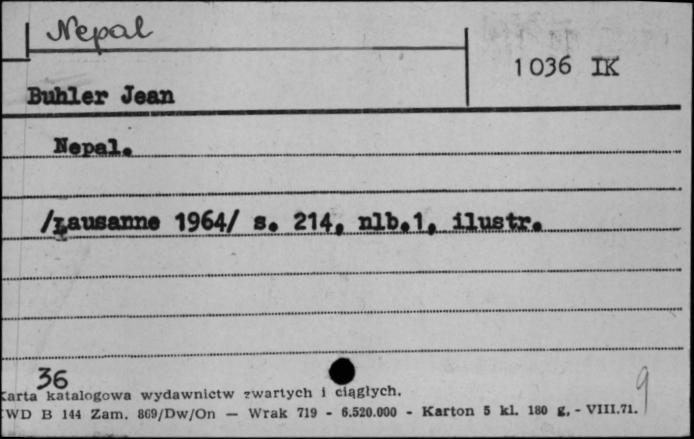 Nepal
1036 IK
Buhler Jean
Nepal.
/Lausanne 1964/ s. 214, nlb.1, ilustr.
36
Karta katalogowa wydawnictw zwartych i ciągłych.
CWD B 144 Zam. 869/Dw/On — Wrak 719 - 6.520.000 - Karton 5 kl. 180 g. - VIII.71.
9